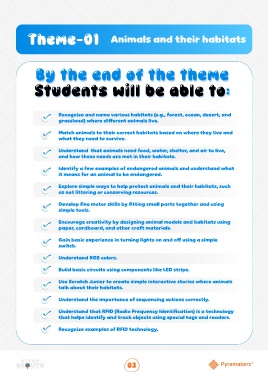 Theme-01 Animals and their habitats
By the end of the theme
Students will be able to:
Recognize and name various habitats (e.g., forest, ocean, desert, and
grassland) where different animals live.
Match animals to their correct habitats based on where they live and
what they need to survive.
Understand that animals need food, water, shelter, and air to live,
and how these needs are met in their habitats.
Identify a few examples of endangered animals and understand what
it means for an animal to be endangered.
Explore simple ways to help protect animals and their habitats, such
as not littering or conserving resources.
Develop fine motor skills by fitting small parts together and using
simple tools.
Encourage creativity by designing animal models and habitats using
paper, cardboard, and other craft materials.
Gain basic experience in turning lights on and off using a simple
switch.
Understand RGB colors.
Build basic circuits using components like LED strips.
Use Scratch Junior to create simple interactive stories where animals
talk about their habitats.
Understand the importance of sequencing actions correctly.
Understand that RFID (Radio Frequency Identification) is a technology
that helps identify and track objects using special tags and readers.
Recognize examples of RFID technology.
SCOUTS
03
Pyramakers